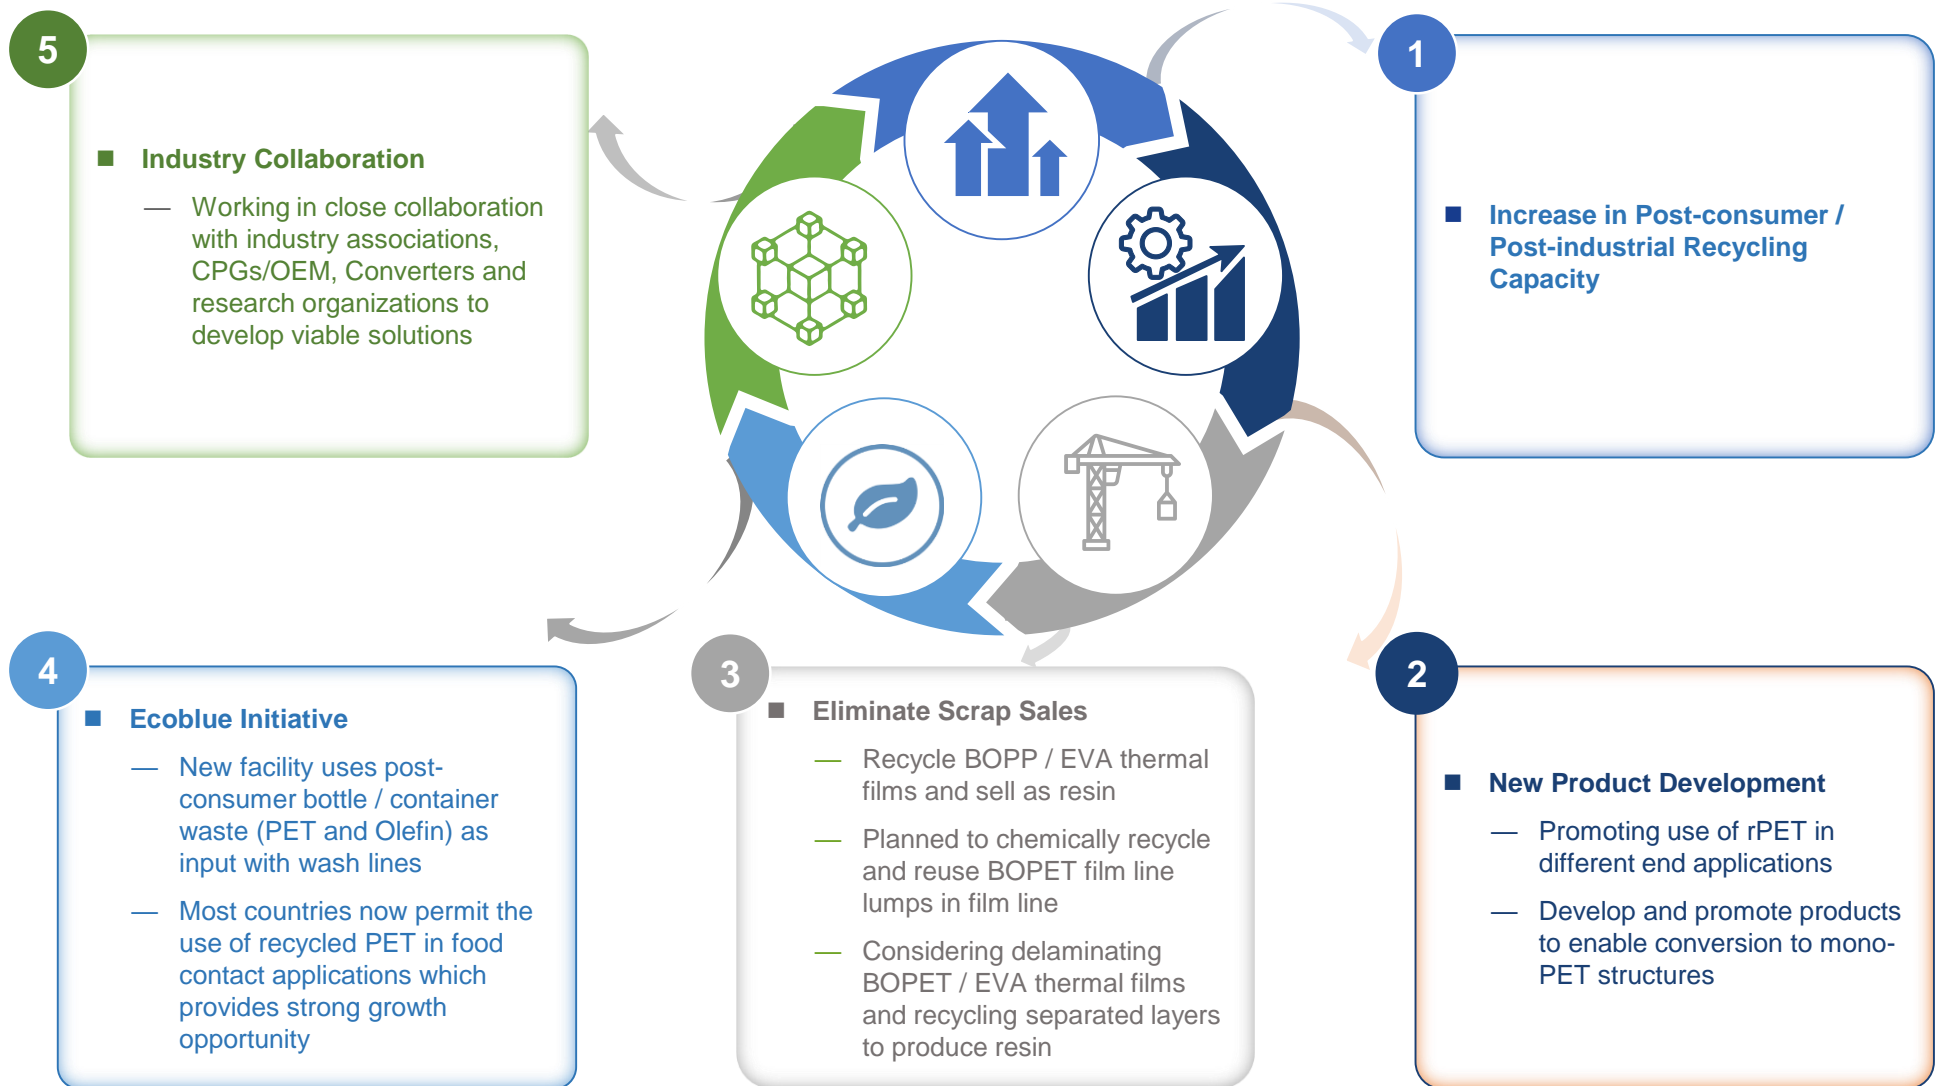 5
Industry Collaboration
— Working in close collaboration
with industry associations,
CPGs/OEM, Converters and
research organizations to
develop viable solutions
1
Increase in Post-consumer /
Post-industrial Recycling
Capacity
4
Ecoblue Initiative
— New facility uses post-
consumer bottle / container
waste (PET and Olefin) as
input with wash lines
— Most countries now permit the
use of recycled PET in food
contact applications which
provides strong growth
opportunity
3
Eliminate Scrap Sales
— Recycle BOPP / EVA thermal
films and sell as resin
— Planned to chemically recycle
and reuse BOPET film line
lumps in film line
— Considering delaminating
BOPET / EVA thermal films
and recycling separated layers
to produce resin
2
New Product Development
— Promoting use of rPET in
different end applications
— Develop and promote products
to enable conversion to mono-
PET structures